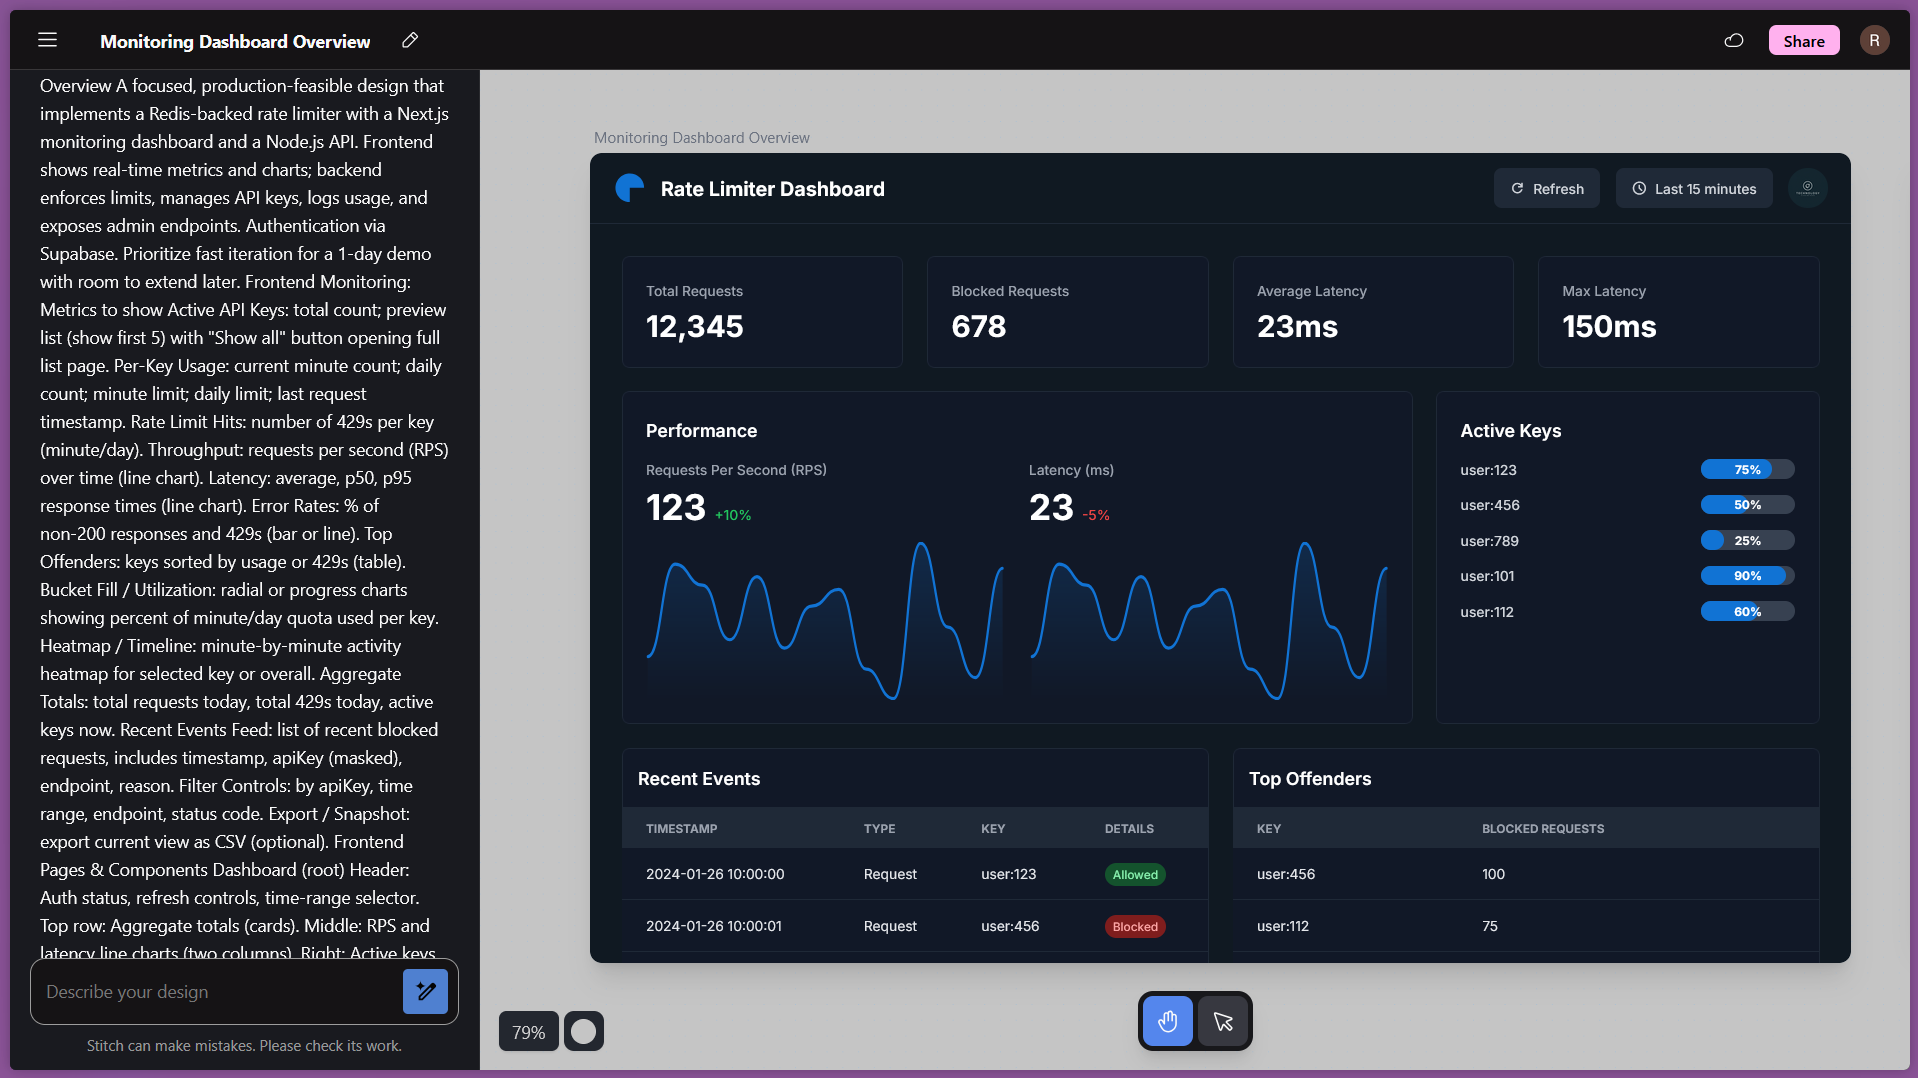 Monitoring Dashboard Overview
Share
R
Overview A focused, production-feasible design that
implements a Redis-backed rate limiter with a Next.js
monitoring dashboard and a Node.js API. Frontend
shows real-time metrics and charts; backend
enforces limits, manages API keys, logs usage, and
exposes admin endpoints. Authentication via
Supabase. Prioritize fast iteration for a 1-day demo
with room to extend later. Frontend Monitoring:
Metrics to show Active API Keys: total count; preview
list (show first 5) with "Show all" button opening full
list page. Per-Key Usage: current minute count; daily
count; minute limit; daily limit; last request
timestamp. Rate Limit Hits: number of 429s per key
(minute/day). Throughput: requests per second (RPS)
over time (line chart). Latency: average, p50, p95
response times (line chart). Error Rates: % of
non-200 responses and 429s (bar or line). Top
Offenders: keys sorted by usage or 429s (table).
Bucket Fill / Utilization: radial or progress charts
showing percent of minute/day quota used per key.
Heatmap / Timeline: minute-by-minute activity
heatmap for selected key or overall. Aggregate
Totals: total requests today, total 429s today, active
keys now. Recent Events Feed: list of recent blocked
requests, includes timestamp, apiKey (masked),
endpoint, reason. Filter Controls: by apiKey, time
range, endpoint, status code. Export / Snapshot:
export current view as CSV (optional). Frontend
Pages & Components Dashboard (root) Header:
Auth status, refresh controls, time-range selector.
Top row: Aggregate totals (cards). Middle: RPS and
latency line charts (two columns). Right: Active keys
Describe your design
Stitch can make mistakes. Please check its work.
Monitoring Dashboard Overview
Rate Limiter Dashboard
Refresh
Last 15 minutes
Total Requests
12,345
Blocked Requests
678
Average Latency
23ms
Max Latency
150ms
Performance
Requests Per Second (RPS)
123 +10%
Latency (ms)
23 -5%
Active Keys
user:123 75%
user:456 50%
user:789 25%
user:101 90%
user:112 60%
Recent Events
TIMESTAMP TYPE KEY DETAILS
2024-01-26 10:00:00 Request user:123 Allowed
2024-01-26 10:00:01 Request user:456 Blocked
Top Offenders
KEY BLOCKED REQUESTS
user:456 100
user:112 75
79%